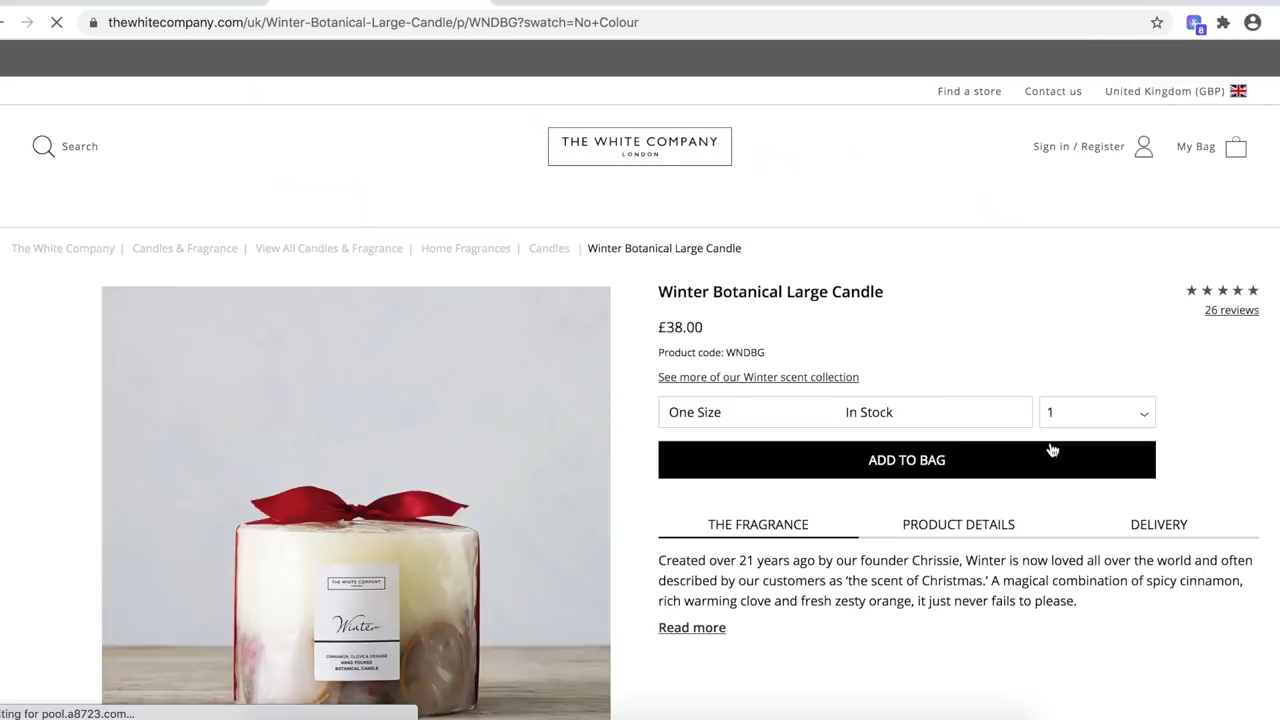 thewhitecompany.com/uk/Winter-Botanical-Large-Candle/p/WNDBG?swatch=No+Colour
8
Find a store Contact us United Kingdom (GBP)
Search
THE WHITE COMPANY
LONDON
Sign in / Register My Bag
The White Company | Candles & Fragrance | View All Candles & Fragrance | Home Fragrances | Candles | Winter Botanical Large Candle
Winter Botanical Large Candle
26 reviews
£38.00
Product code: WNDBG
See more of our Winter scent collection
One Size In Stock 1
ADD TO BAG
THE FRAGRANCE PRODUCT DETAILS DELIVERY
Created over 21 years ago by our founder Chrissie, Winter is now loved all over the world and often
described by our customers as ‘the scent of Christmas.’ A magical combination of spicy cinnamon,
rich warming clove and fresh zesty orange, it just never fails to please.
Read more
THE WHITE COMPANY
LONDON
Winter
CINNAMON, CLOVE & ORANGE
HAND POURED
BOTANICAL CANDLE
iting for pool.a8723.com...